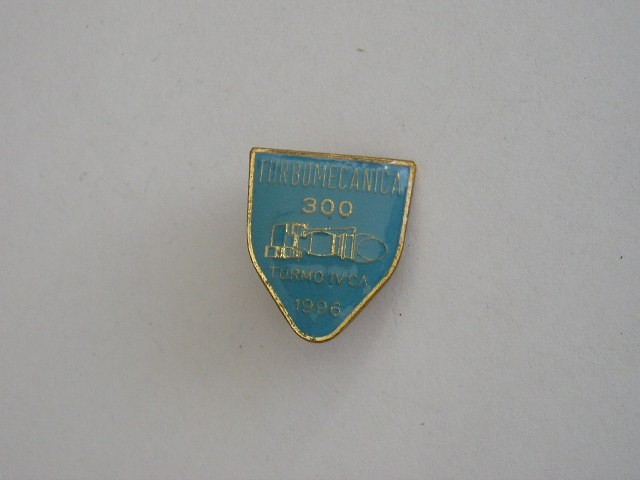 TURBOMECANICA
300
TURMO IV CA
1996